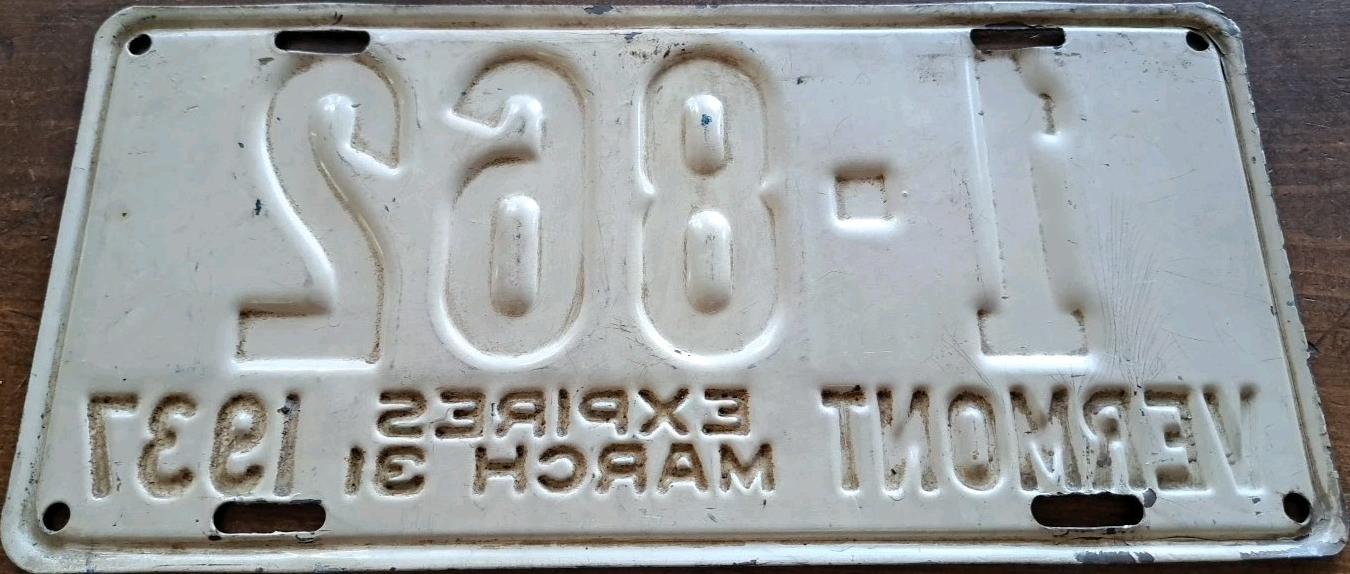 1-862
VERMONT EXPIRES MARCH 31 1937